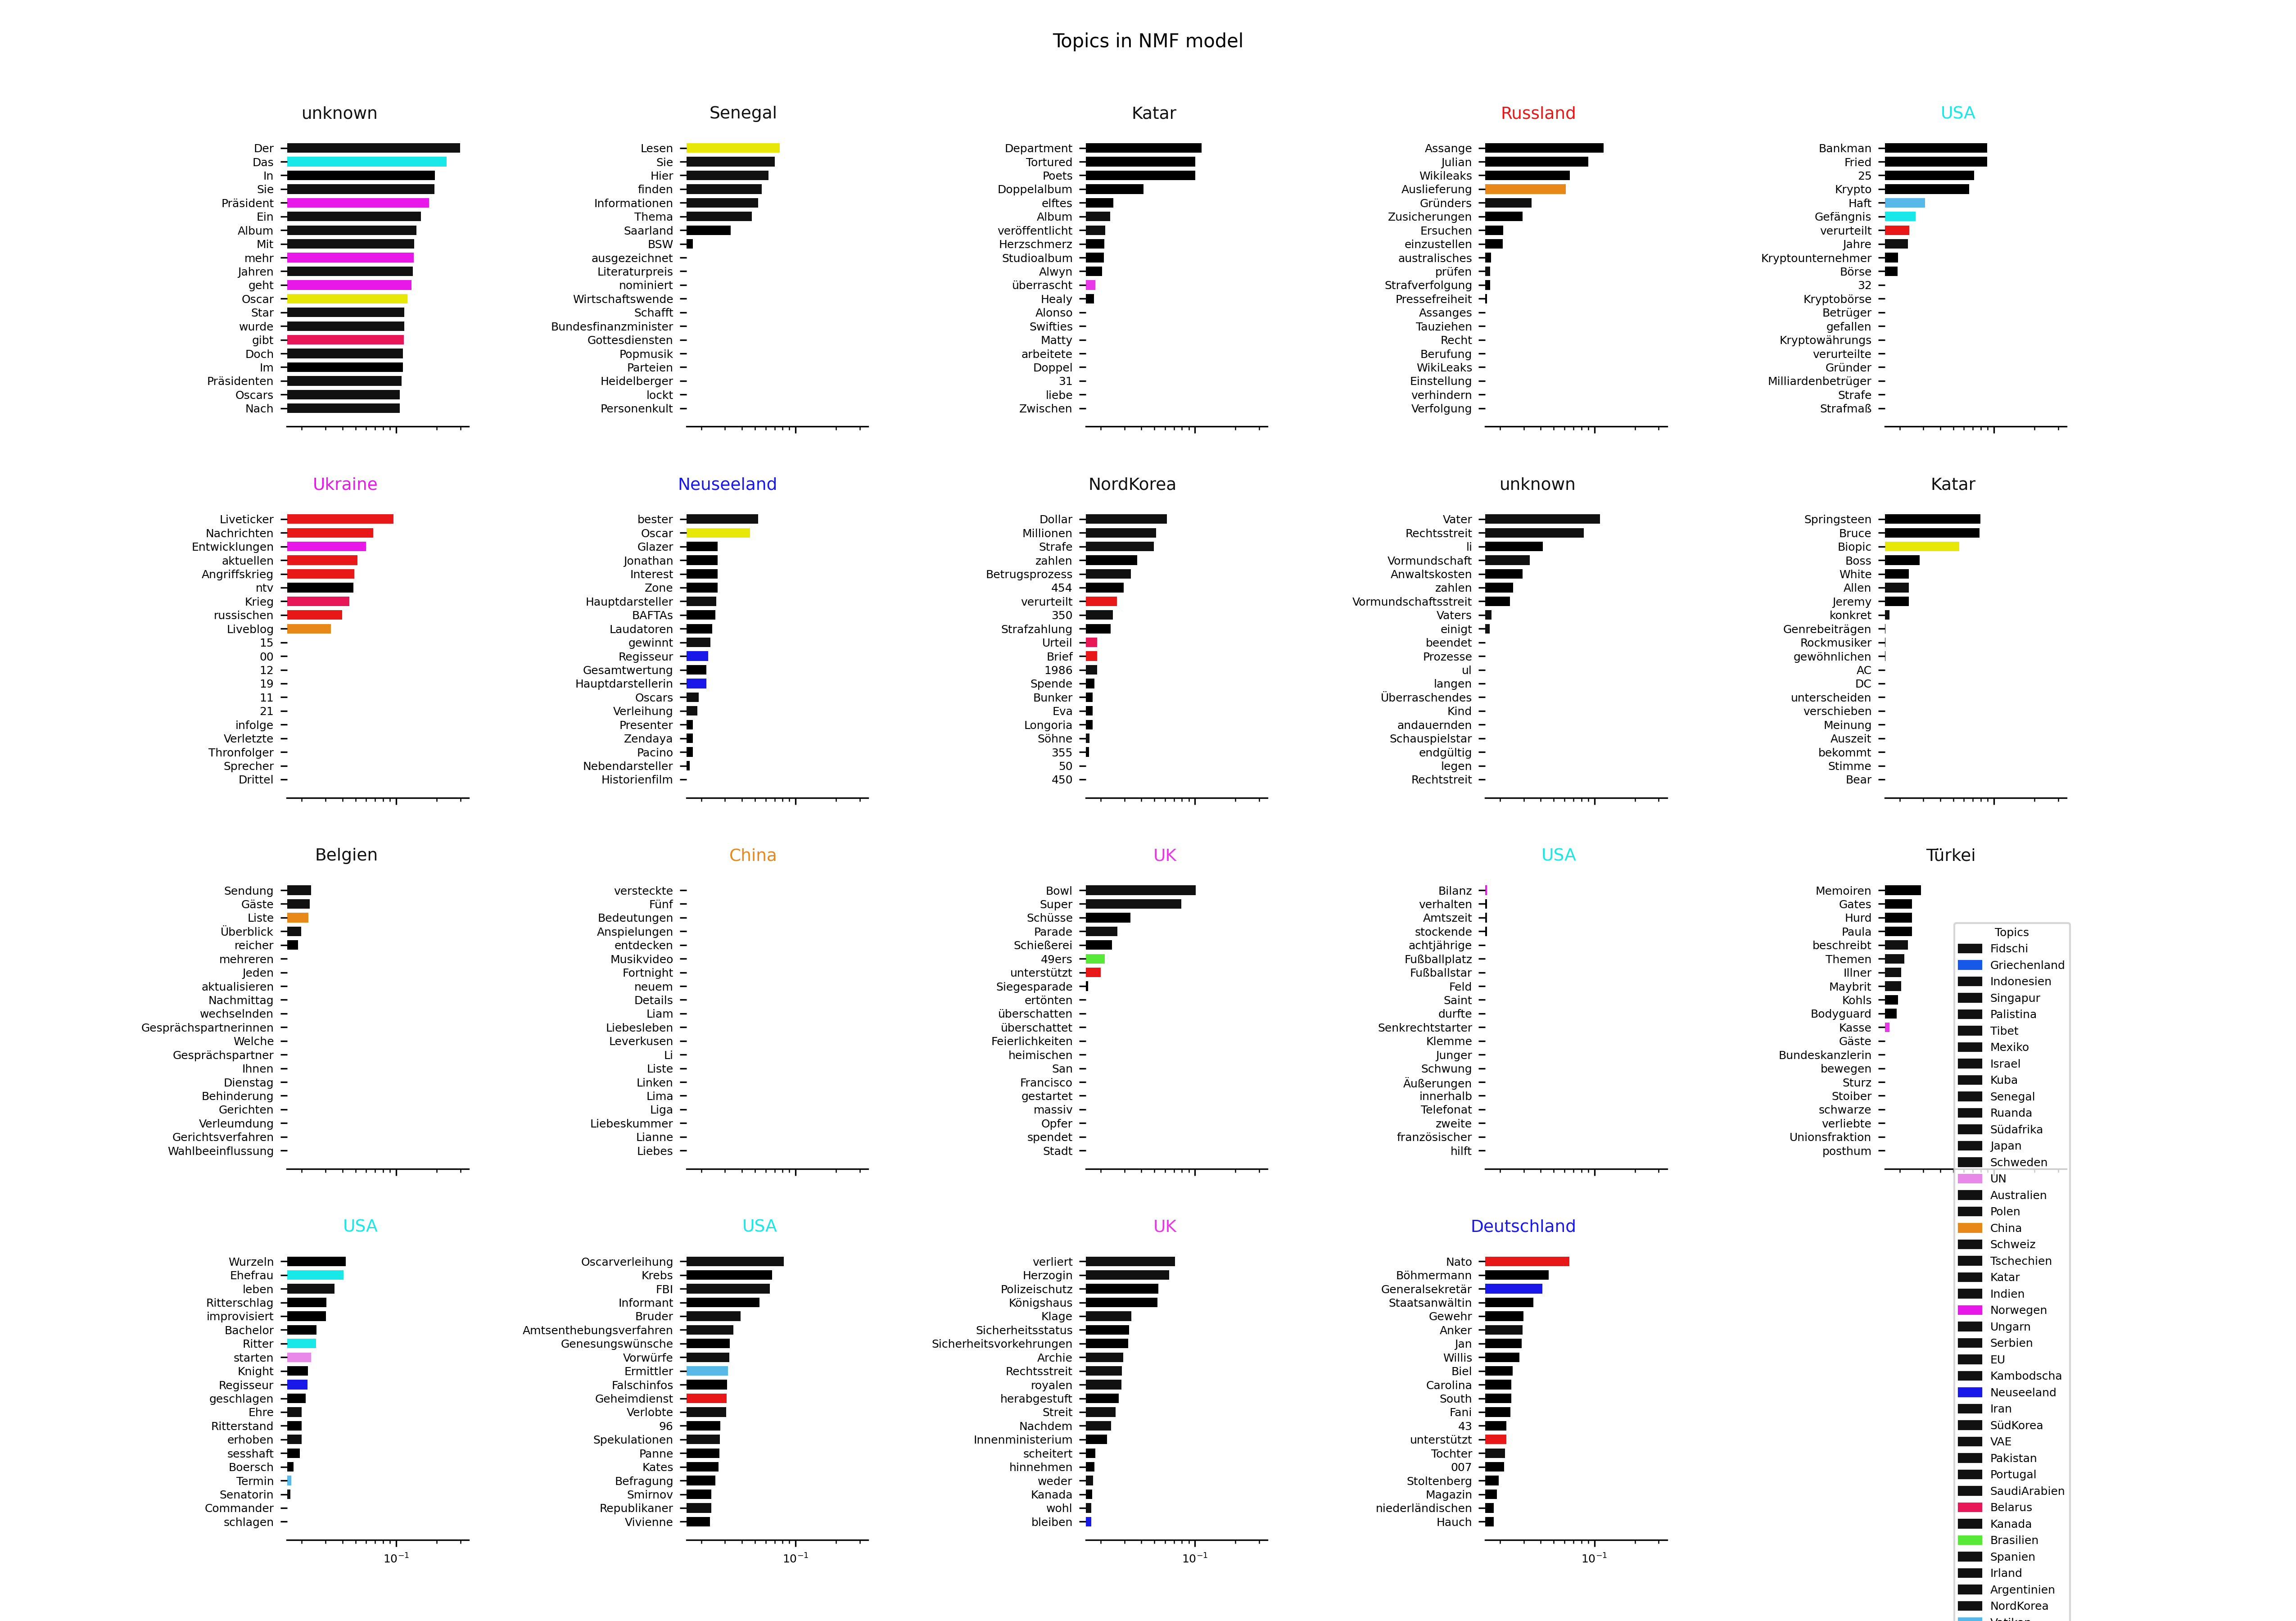 Topics in NMF model
unknown
Der
Das
In
Sie
Präsident
Ein
Album
Mit
mehr
Jahren
geht
Oscar
Star
wurde
gibt
Doch
Im
Präsidenten
Oscars
Nach
Senegal
Lesen
Sie
Hier
finden
Informationen
Thema
Saarland
BSW
ausgezeichnet
Literaturpreis
nominiert
Wirtschaftswende
Schafft
Bundesfinanzminister
Gottesdiensten
Popmusik
Parteien
Heidelberger
lockt
Personenkult
Katar
Department
Tortured
Poets
Doppelalbum
elftes
Album
veröffentlicht
Herzschmerz
Studioalbum
Alwyn
überrascht
Healy
Alonso
Swifties
Matty
arbeitete
Doppel
31
liebe
Zwischen
Russland
Assange
Julian
Wikileaks
Auslieferung
Gründers
Zusicherungen
Ersuchen
einzustellen
australisches
prüfen
Strafverfolgung
Pressefreiheit
Assanges
Tauziehen
Recht
Berufung
WikiLeaks
Einstellung
verhindern
Verfolgung
USA
Bankman
Fried
25
Krypto
Haft
Gefängnis
verurteilt
Jahre
Kryptounternehmer
Börse
32
Kryptobörse
Betrüger
gefallen
Kryptowährungs
verurteilte
Gründer
Milliardenbetrüger
Strafe
Strafmaß
Ukraine
Liveticker
Nachrichten
Entwicklungen
aktuellen
Angriffskrieg
ntv
Krieg
russischen
Liveblog
15
00
12
19
11
21
infolge
Verletzte
Thronfolger
Sprecher
Drittel
Neuseeland
bester
Oscar
Glazer
Jonathan
Interest
Zone
Hauptdarsteller
BAFTAs
Laudatoren
gewinnt
Regisseur
Gesamtwertung
Hauptdarstellerin
Oscars
Verleihung
Presenter
Zendaya
Pacino
Nebendarsteller
Historienfilm
NordKorea
Dollar
Millionen
Strafe
zahlen
Betrugsprozess
454
verurteilt
350
Strafzahlung
Urteil
Brief
1986
Spende
Bunker
Eva
Longoria
Söhne
355
50
450
unknown
Vater
Rechtsstreit
li
Vormundschaft
Anwaltskosten
zahlen
Vormundschaftsstreit
Vaters
einigt
beendet
Prozesse
ul
langen
Überraschendes
Kind
andauernden
Schauspielstar
endgültig
legen
Rechtstreit
Katar
Springsteen
Bruce
Biopic
Boss
White
Allen
Jeremy
konkret
Genrebeiträgen
Rockmusiker
gewöhnlichen
AC
DC
unterscheiden
verschieben
Meinung
Auszeit
bekommt
Stimme
Bear
Belgien
Sendung
Gäste
Liste
Überblick
reicher
mehreren
Jeden
aktualisieren
Nachmittag
wechselnden
Gesprächspartnerinnen
Welche
Gesprächspartner
Ihnen
Dienstag
Behinderung
Gerichten
Verleumdung
Gerichtsverfahren
Wahlbeeinflussung
China
versteckte
Fünf
Bedeutungen
Anspielungen
entdecken
Musikvideo
Fortnight
neuem
Details
Liam
Liebesleben
Leverkusen
Li
Liste
Linken
Lima
Liga
Liebeskummer
Lianne
Liebes
UK
Bowl
Super
Schüsse
Parade
Schießerei
49ers
unterstützt
Siegesparade
ertönten
überschatten
überschattet
Feierlichkeiten
heimischen
San
Francisco
gestartet
massiv
Opfer
spendet
Stadt
USA
Bilanz
verhalten
Amtszeit
stockende
achtjährige
Fußballplatz
Fußballstar
Feld
Saint
durfte
Senkrechtstarter
Klemme
Junger
Schwung
Äußerungen
innerhalb
Telefonat
zweite
französischer
hilft
Türkei
Memoiren
Gates
Hurd
Paula
beschreibt
Themen
Illner
Maybrit
Kohls
Bodyguard
Kasse
Gäste
Bundeskanzlerin
bewegen
Sturz
Stoiber
schwarze
verliebte
Unionsfraktion
posthum
USA
Wurzeln
Ehefrau
leben
Ritterschlag
improvisiert
Bachelor
Ritter
starten
Knight
Regisseur
geschlagen
Ehre
Ritterstand
erhoben
sesshaft
Boersch
Termin
Senatorin
Commander
schlagen
10⁻¹
USA
Oscarverleihung
Krebs
FBI
Informant
Bruder
Amtsenthebungsverfahren
Genesungswünsche
Vorwürfe
Ermittler
Falschinfos
Geheimdienst
Verlobte
96
Spekulationen
Panne
Kates
Befragung
Smirnov
Republikaner
Vivienne
10⁻¹
UK
verliert
Herzogin
Polizeischutz
Königshaus
Klage
Sicherheitsstatus
Sicherheitsvorkehrungen
Archie
Rechtsstreit
royalen
herabgestuft
Streit
Nachdem
Innenministerium
scheitert
hinnehmen
weder
Kanada
wohl
bleiben
10⁻¹
Deutschland
Nato
Böhmermann
Generalsekretär
Staatsanwältin
Gewehr
Anker
Jan
Willis
Biel
Carolina
South
Fani
43
unterstützt
Tochter
007
Stoltenberg
Magazin
niederländischen
Hauch
10⁻¹
Topics
Fidschi
Griechenland
Indonesien
Singapur
Palistina
Tibet
Mexiko
Israel
Kuba
Senegal
Ruanda
Südafrika
Japan
Schweden
UN
Australien
Polen
China
Schweiz
Tschechien
Katar
Indien
Norwegen
Ungarn
Serbien
EU
Kambodscha
Neuseeland
Iran
SüdKorea
VAE
Pakistan
Portugal
SaudiArabien
Belarus
Kanada
Brasilien
Spanien
Irland
Argentinien
NordKorea